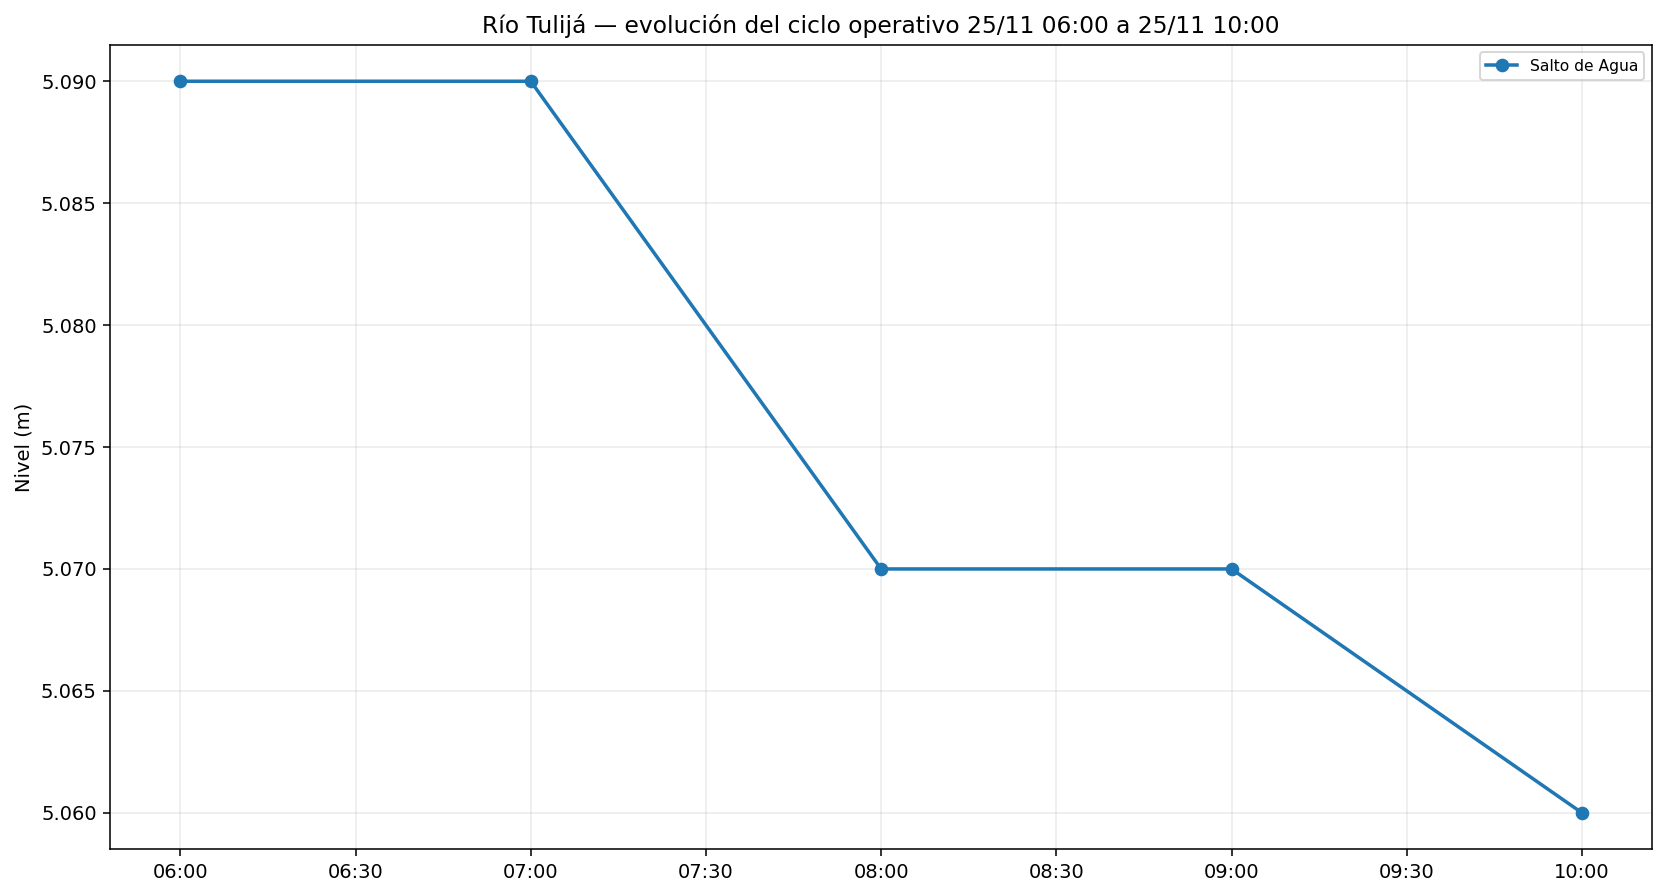 Río Tulijá — evolución del ciclo operativo 25/11 06:00 a 25/11 10:00
Salto de Agua
Nivel (m)
5.090
5.085
5.080
5.075
5.070
5.065
5.060
06:00 06:30 07:00 07:30 08:00 08:30 09:00 09:30 10:00